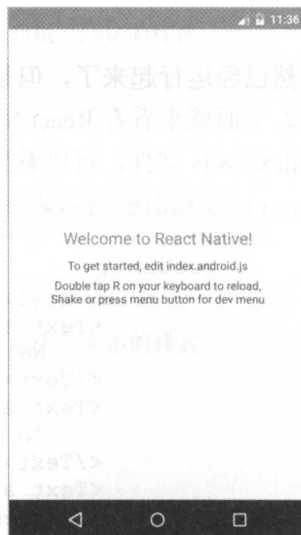 11:36
Welcome to React Native!
To get started, edit index.android.js
Double tap R on your keyboard to reload,
Shake or press menu button for dev menu